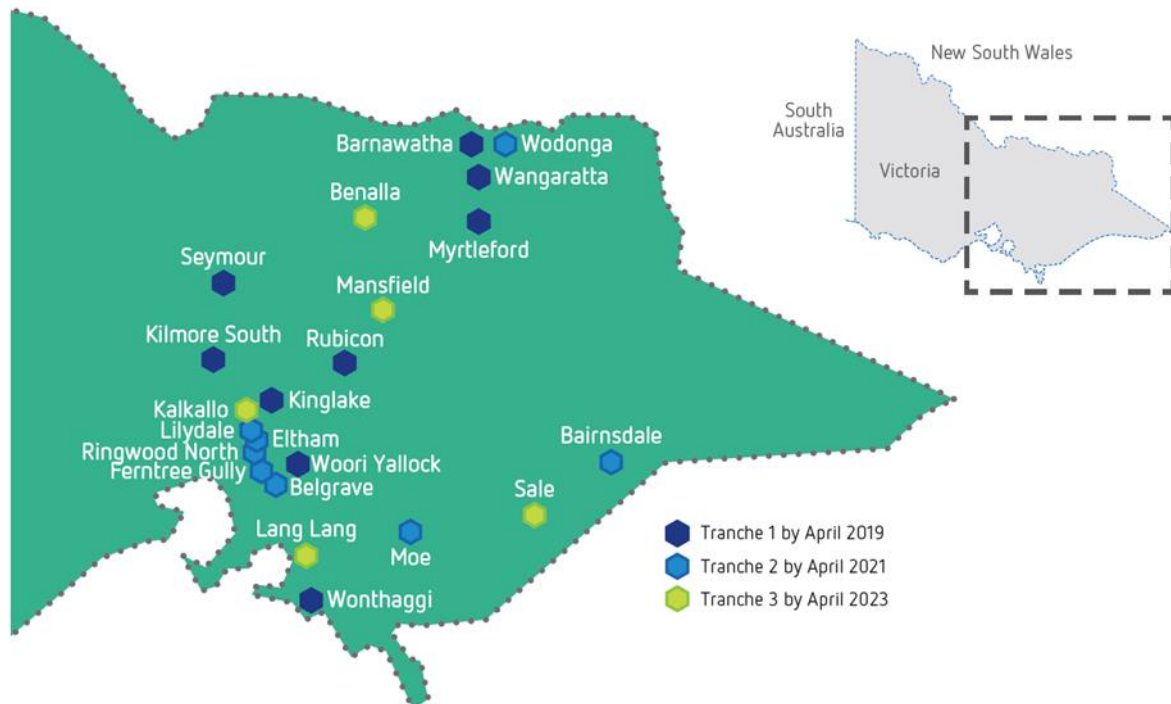 New South Wales
South
Australia
Victoria
Barnawatha
Wodonga
Wangaratta
Benalla
Myrtleford
Seymour
Mansfield
Kilmore South
Rubicon
Kinglake
Kalkallo
Lilydale
Eltham
Ringwood North
Woori Yallock
Ferntree Gully
Belgrave
Bairnsdale
Sale
Lang Lang
Moe
Wonthaggi
Tranche 1 by April 2019
Tranche 2 by April 2021
Tranche 3 by April 2023